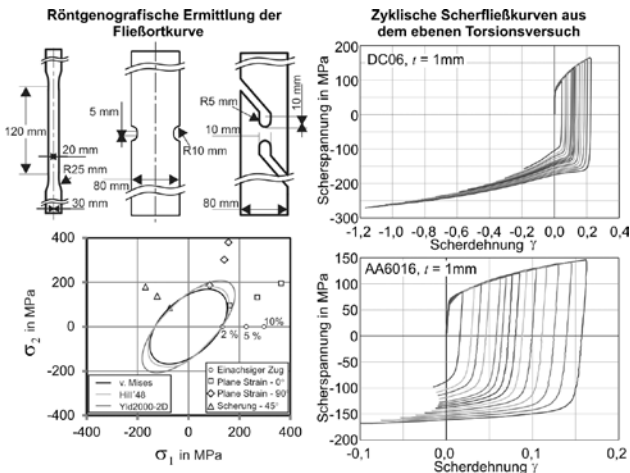 Röntgenografische Ermittlung der
Fließortkurve
5 mm
120 mm
20 mm
R25 mm
30 mm
80 mm
R10 mm
R5 mm
10 mm
10 mm
80 mm
400
200
0
-200
-400
σ2 in MPa
-400 -200 0 200 400
σ1 in MPa
2 % 5 % 10%
v. Mises
Hill'48
Yld2000-2D
Einachsiger Zug
Plane Strain - 0°
Plane Strain - 90°
Scherung - 45°
Zyklische Scherfließkurven aus
dem ebenen Torsionsversuch
DC06, t = 1mm
200
150
100
0
-100
-200
-300
Scherspannung in MPa
-1,2 -1,0 -0,8 -0,6 -0,4 -0,2 0,0 0,2 0,4
Scherdehnung γ
AA6016, t = 1mm
150
100
50
0
-50
-100
-150
-200
Scherspannung in MPa
-0,1 0,0 0,1 0,2
Scherdehnung γ